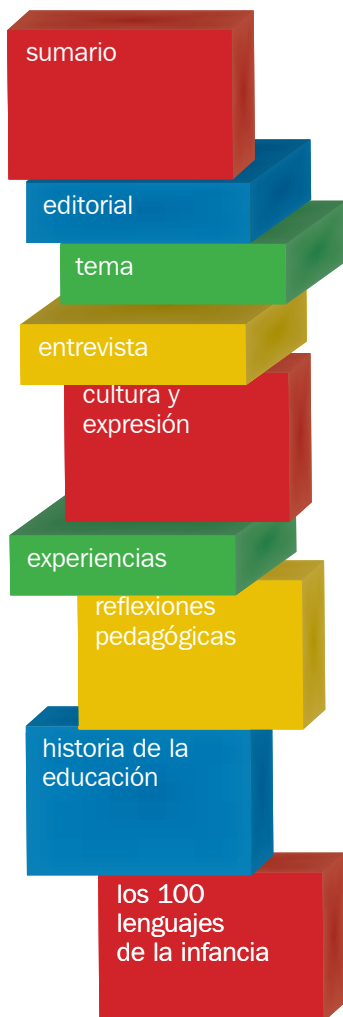 sumario
editorial
tema
entrevista
cultura y
expresión
experiencias
reflexiones
pedagógicas
historia de la
educación
los 100
lenguajes
de la infancia